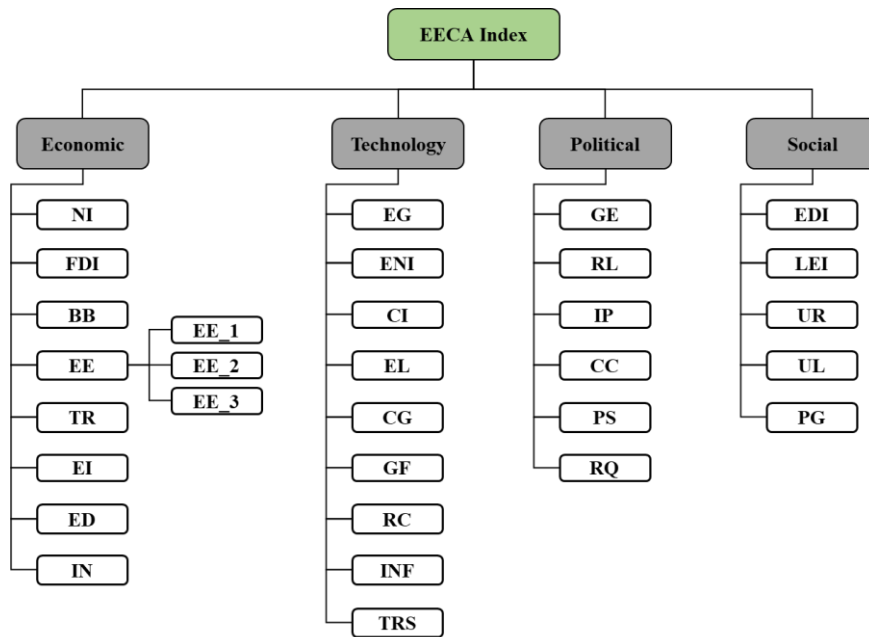 EECA Index
Economic
NI
FDI
BB
EE
EE_1
EE_2
EE_3
TR
EI
ED
IN
Technology
EG
ENI
CI
EL
CG
GF
RC
INF
TRS
Political
GE
RL
IP
CC
PS
RQ
Social
EDI
LEI
UR
UL
PG